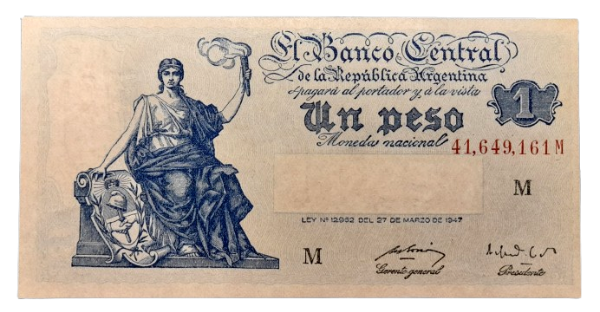 El Banco Central
de la República Argentina
pagará al portador y á la vista
Un peso
1
Moneda nacional
41,649,161M
M
LEY Nº 12962 DEL 27 DE MARZO DE 1947
M
Gerente general
Presidente